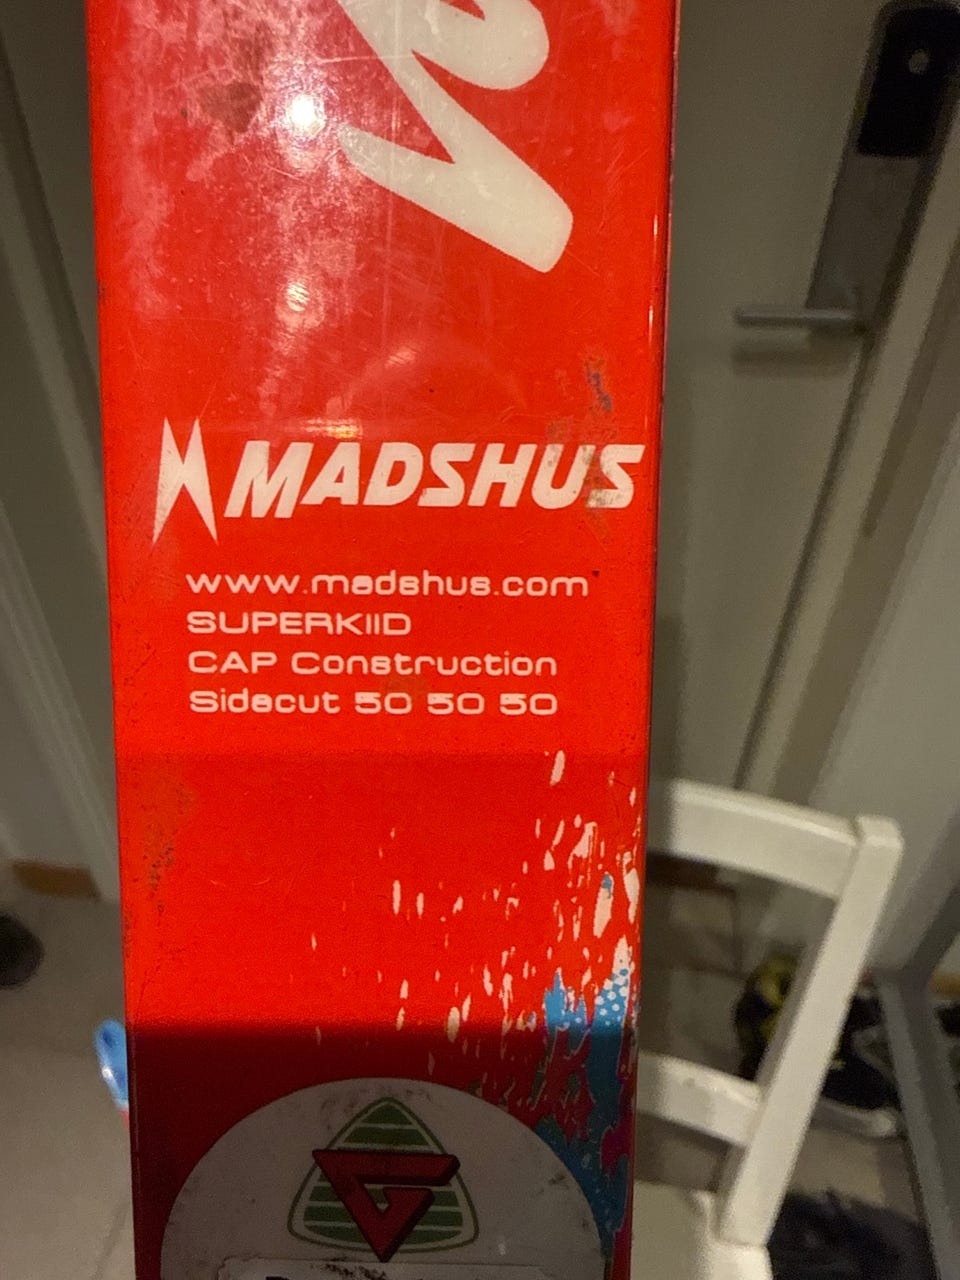 MADSHUS
www.madshus.com
SUPERKIID
CAP Construction
Sidecut 50 50 50
G